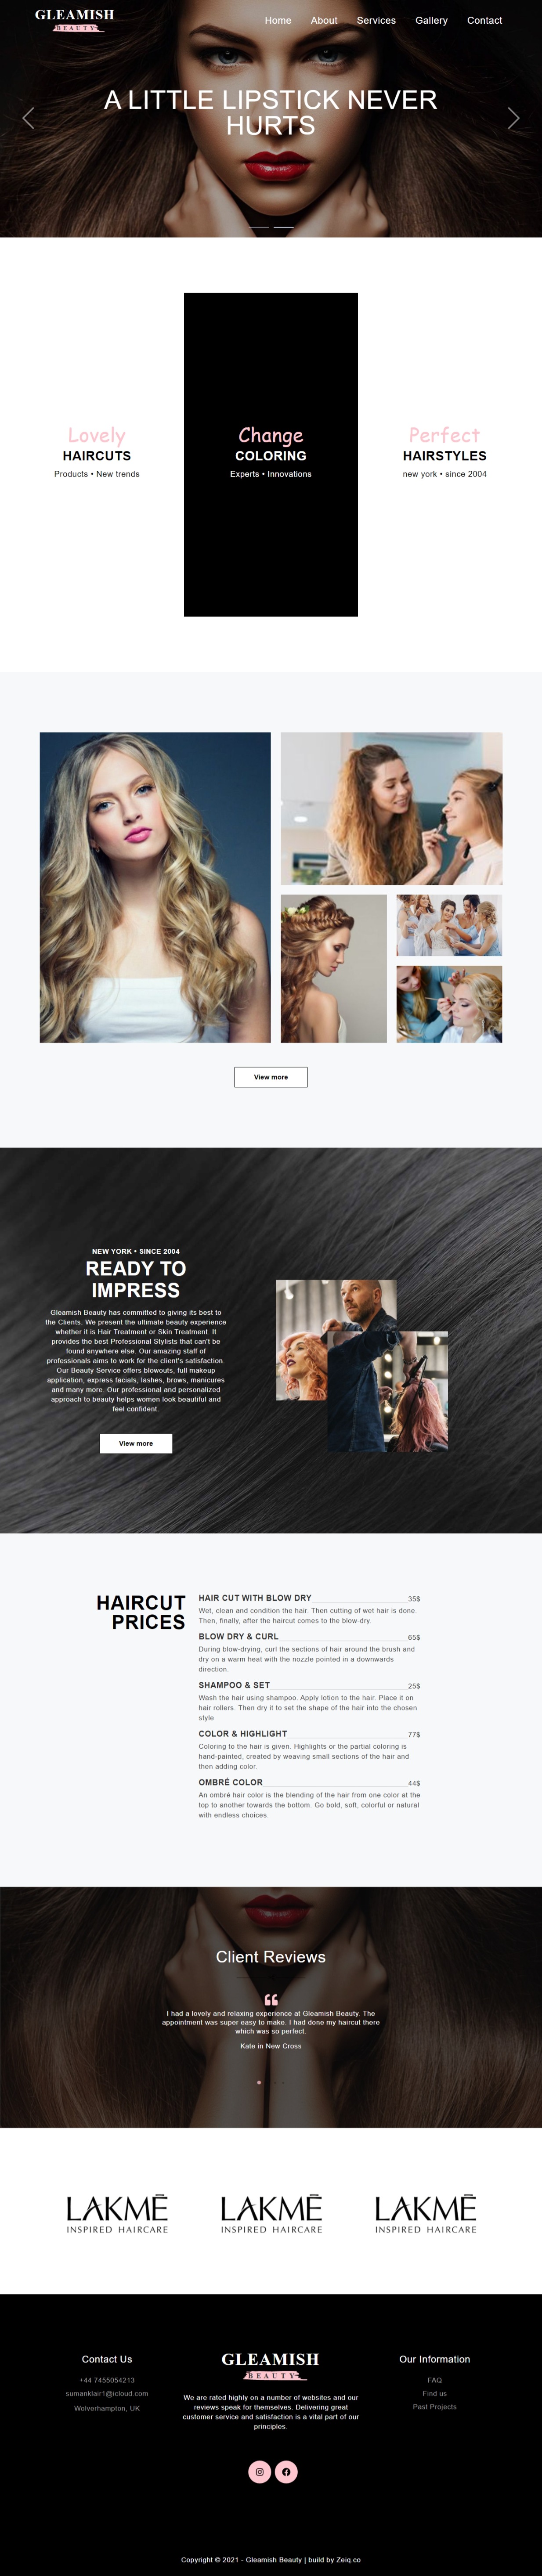 GLEAMISH
BEAUTY
Home About Services Gallery Contact
A LITTLE LIPSTICK NEVER
HURTS
Lovely
HAIRCUTS
Products • New trends
Change
COLORING
Experts • Innovations
Perfect
HAIRSTYLES
new york • since 2004
View more
NEW YORK • SINCE 2004
READY TO
IMPRESS
Gleamish Beauty has committed to giving its best to
the Clients. We present the ultimate beauty experience
whether it is Hair Treatment or Skin Treatment. It
provides the best Professional Stylists that can't be
found anywhere else. Our amazing staff of
professionals aims to work for the client's satisfaction.
Our Beauty Service offers blowouts, full makeup
application, express facials, lashes, brows, manicures
and many more. Our professional and personalized
approach to beauty helps women look beautiful and
feel confident.
View more
HAIRCUT
PRICES
HAIR CUT WITH BLOW DRY 35$
Wet, clean and condition the hair. Then cutting of wet hair is done.
Then, finally, after the haircut comes to the blow-dry.
BLOW DRY & CURL 65$
During blow-drying, curl the sections of hair around the brush and
dry on a warm heat with the nozzle pointed in a downwards
direction.
SHAMPOO & SET 25$
Wash the hair using shampoo. Apply lotion to the hair. Place it on
hair rollers. Then dry it to set the shape of the hair into the chosen
style
COLOR & HIGHLIGHT 77$
Coloring to the hair is given. Highlights or the partial coloring is
hand-painted, created by weaving small sections of the hair and
then adding color.
OMBRÉ COLOR 44$
An ombré hair color is the blending of the hair from one color at the
top to another towards the bottom. Go bold, soft, colorful or natural
with endless choices.
Client Reviews
I had a lovely and relaxing experience at Gleamish Beauty. The
appointment was super easy to make. I had done my haircut there
which was so perfect.
Kate in New Cross
LAKMĒ
INSPIRED HAIRCARE
LAKMĒ
INSPIRED HAIRCARE
LAKMĒ
INSPIRED HAIRCARE
Contact Us
+44 7455054213
sumanklair1@icloud.com
Wolverhampton, UK
GLEAMISH
BEAUTY
We are rated highly on a number of websites and our
reviews speak for themselves. Delivering great
customer service and satisfaction is a vital part of our
principles.
Our Information
FAQ
Find us
Past Projects
Copyright © 2021 - Gleamish Beauty | build by Zeiq.co